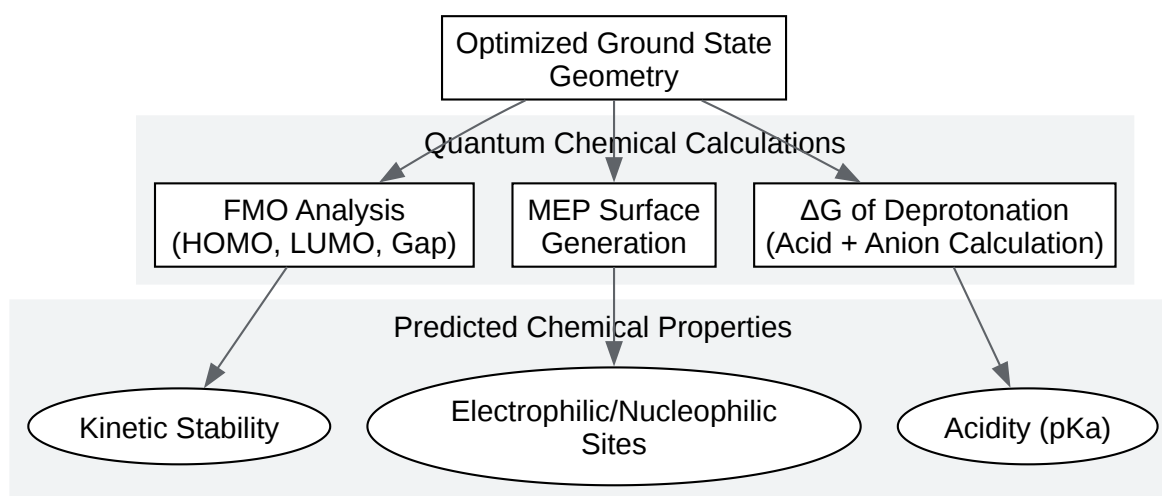 Optimized Ground State
Geometry
Quantum Chemical Calculations
FMO Analysis
(HOMO, LUMO, Gap)
MEP Surface
Generation
ΔG of Deprotonation
(Acid + Anion Calculation)
Predicted Chemical Properties
Kinetic Stability
Electrophilic/Nucleophilic
Sites
Acidity (pKa)